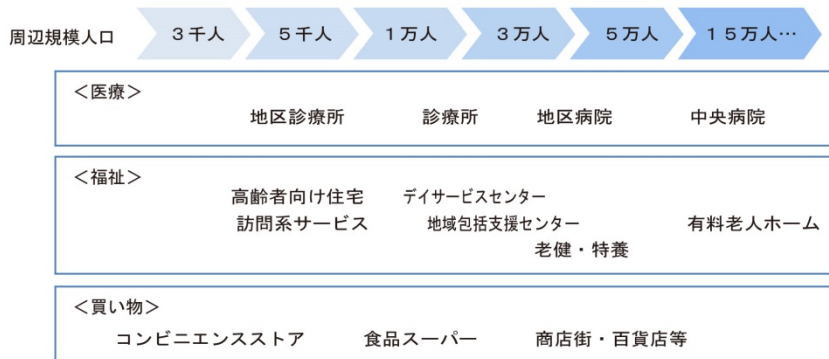 周辺規模人口 3千人 5千人 1万人 3万人 5万人 15万人…
＜医療＞
地区診療所 診療所 地区病院 中央病院
＜福祉＞
高齢者向け住宅 デイサービスセンター
訪問系サービス 地域包括支援センター 有料老人ホーム
老健・特養
＜買い物＞
コンビニエンスストア 食品スーパー 商店街・百貨店等